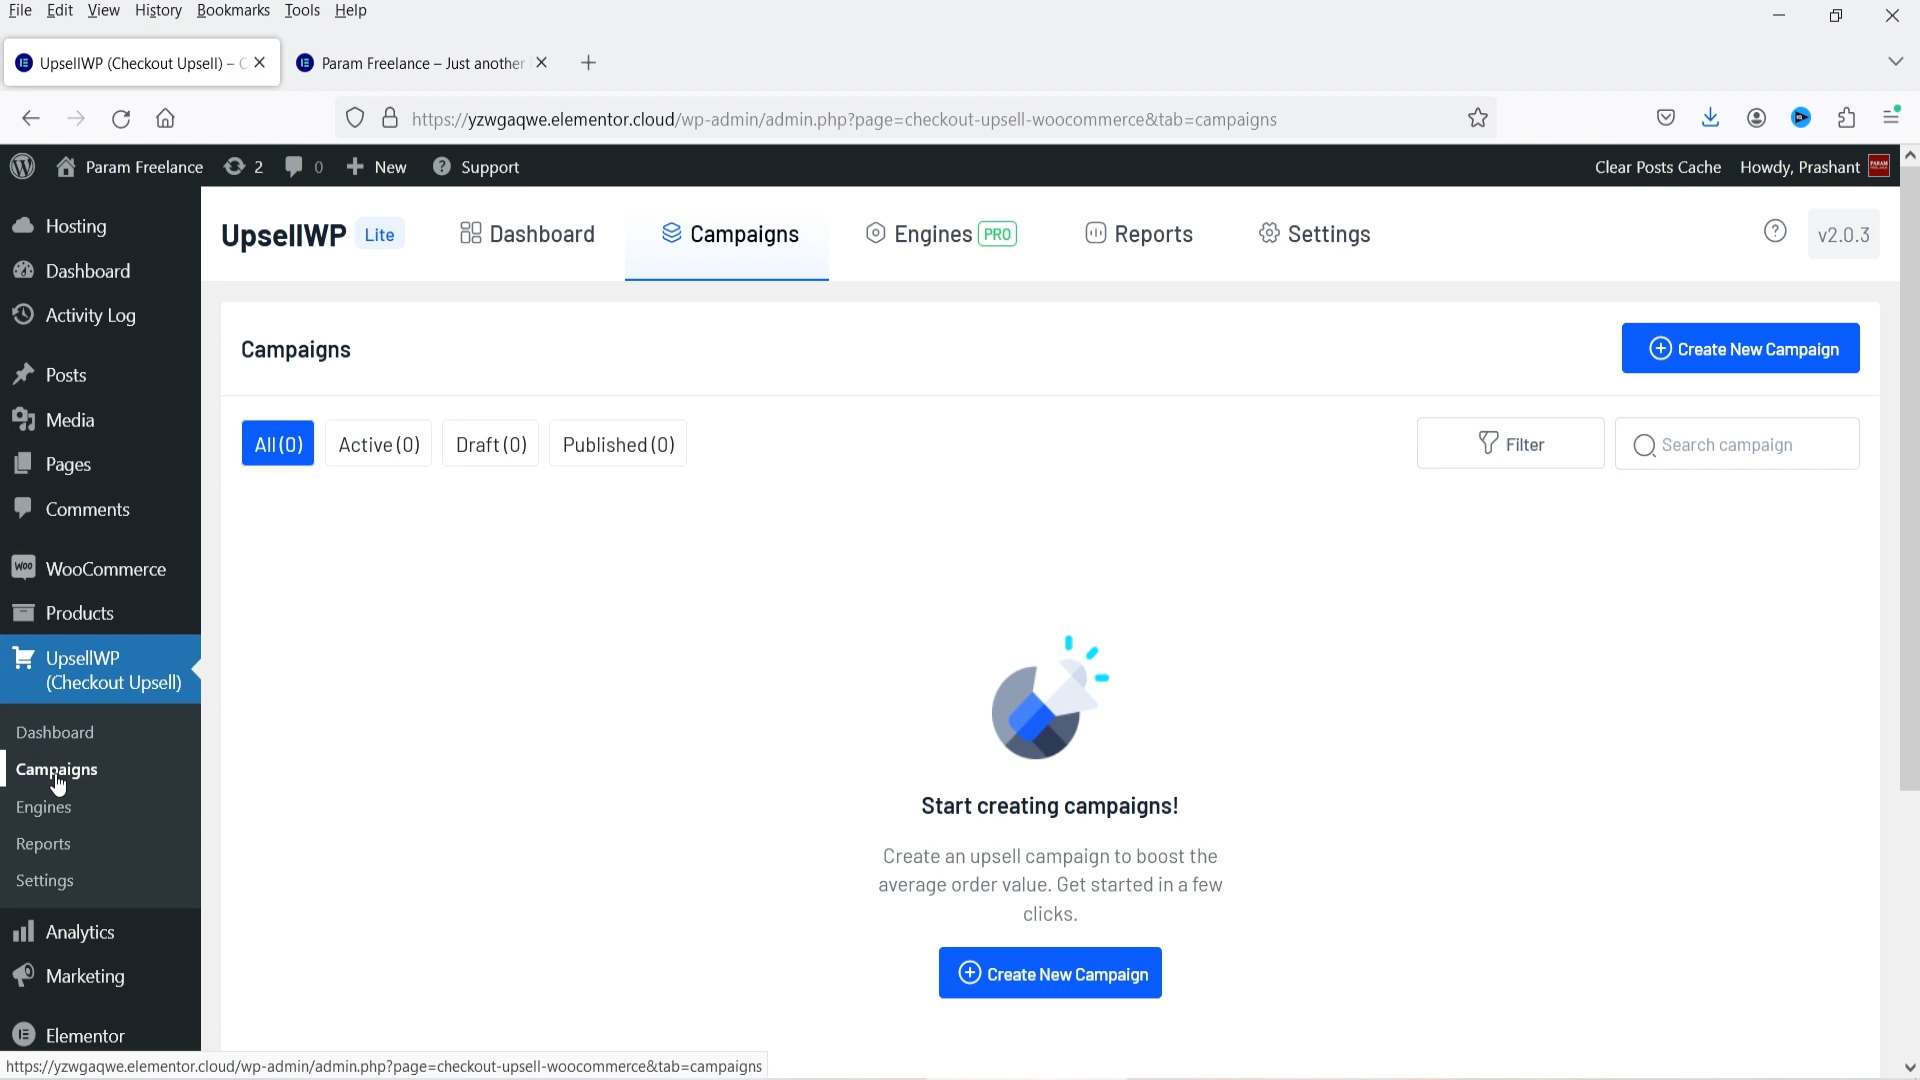 File Edit View History Bookmarks Tools Help
UpsellWP (Checkout Upsell) – C
Param Freelance – Just another
https://yzwgaqwe.elementor.cloud/wp-admin/admin.php?page=checkout-upsell-woocommerce&tab=campaigns
Param Freelance 2 0 New Support Clear Posts Cache Howdy, Prashant
Hosting
Dashboard
Activity Log
Posts
Media
Pages
Comments
WooCommerce
Products
UpsellWP
(Checkout Upsell)
Dashboard
Campaigns
Engines
Reports
Settings
Analytics
Marketing
Elementor
UpsellWP Lite Dashboard Campaigns Engines PRO Reports Settings v2.0.3
Campaigns
Create New Campaign
All (0) Active (0) Draft (0) Published (0) Filter Search campaign
Start creating campaigns!
Create an upsell campaign to boost the
average order value. Get started in a few
clicks.
Create New Campaign
https://yzwgaqwe.elementor.cloud/wp-admin/admin.php?page=checkout-upsell-woocommerce&tab=campaigns